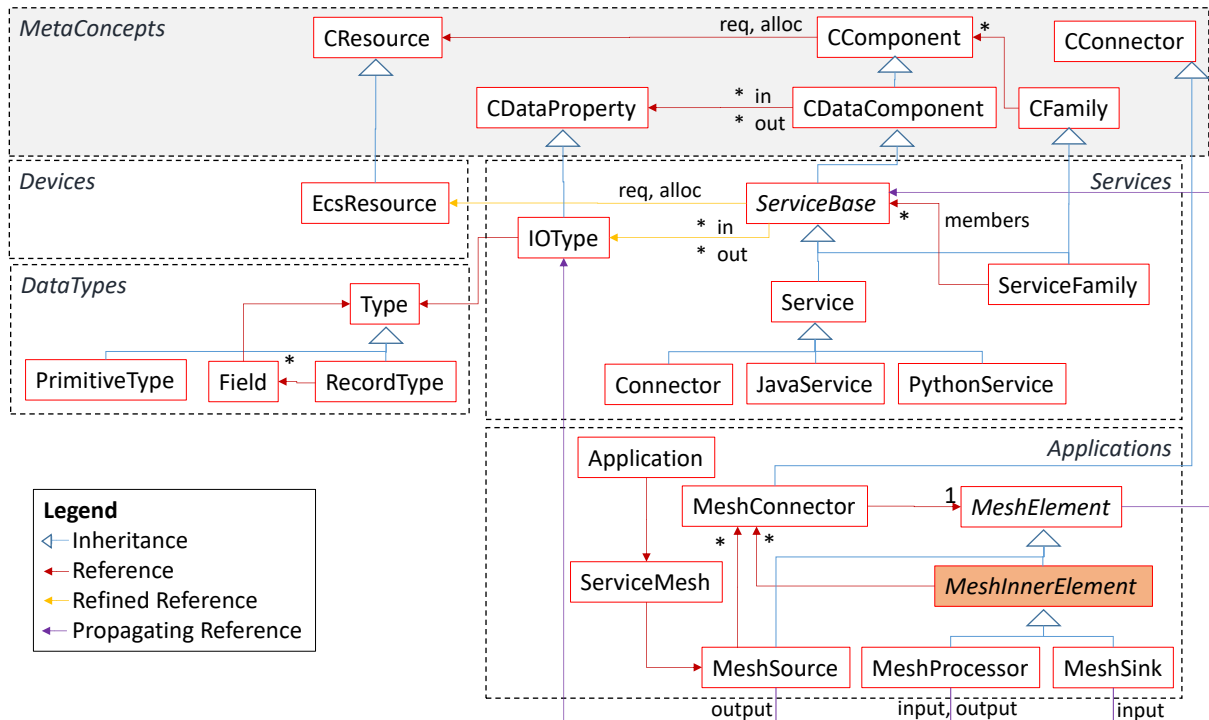 MetaConcepts
CResource
req, alloc
CComponent
*
CConnector
CDataProperty
* in
* out
CDataComponent
CFamily
Devices
EcsResource
Services
req, alloc
ServiceBase
*
members
IOType
* in
* out
ServiceFamily
DataTypes
Type
Service
PrimitiveType
Field
*
RecordType
Connector
JavaService
PythonService
Applications
Application
MeshConnector
1
MeshElement
*
*
ServiceMesh
MeshInnerElement
MeshSource
MeshProcessor
MeshSink
output
input, output
input
Legend
Inheritance
Reference
Refined Reference
Propagating Reference